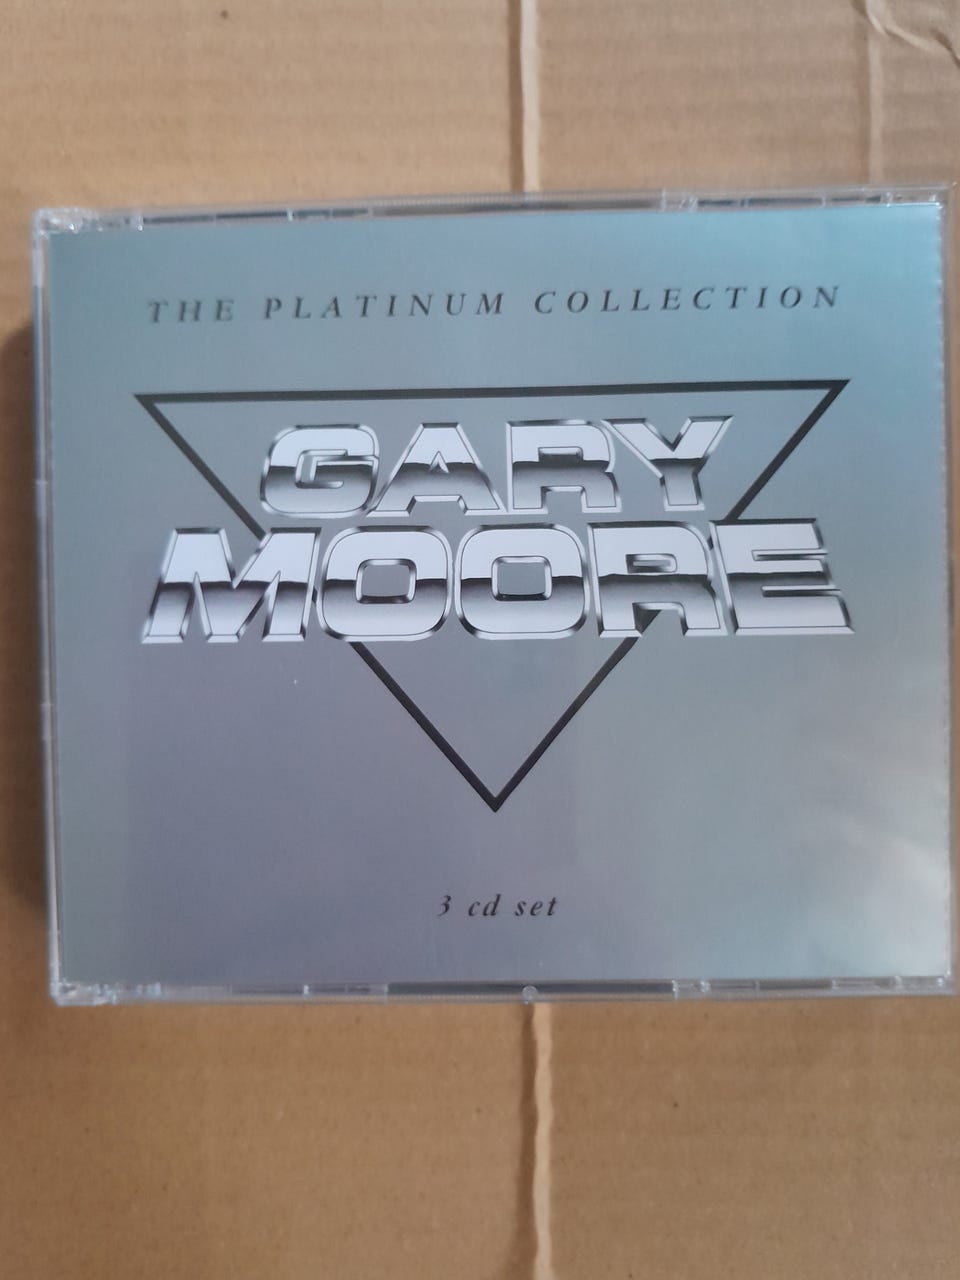 THE PLATINUM COLLECTION
GARY
MOORE
3 cd set